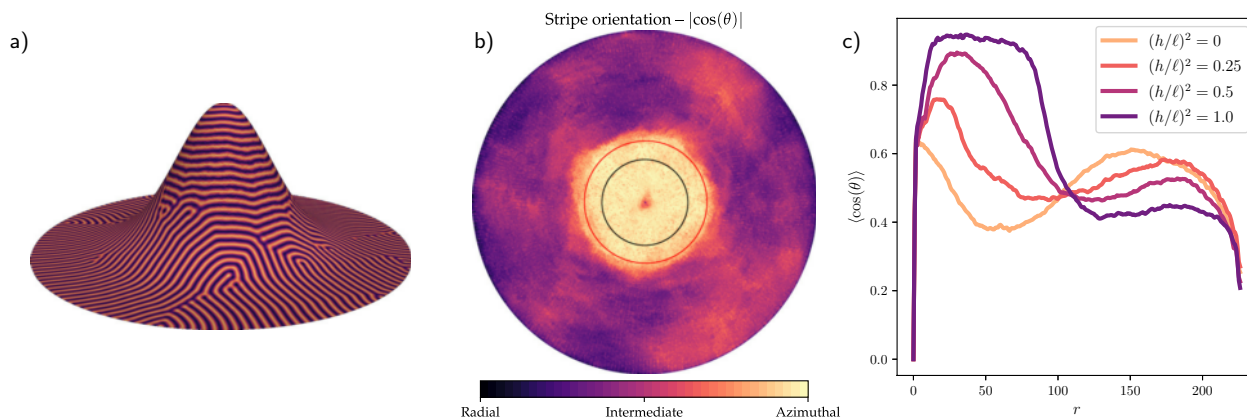 a)
b)
Stripe orientation – |cos(θ)|
Radial
Intermediate
Azimuthal
c)
⟨cos(θ)⟩
0.8
0.6
0.4
0.2
0.0
0
50
100
150
200
r
(h/ℓ)² = 0
(h/ℓ)² = 0.25
(h/ℓ)² = 0.5
(h/ℓ)² = 1.0